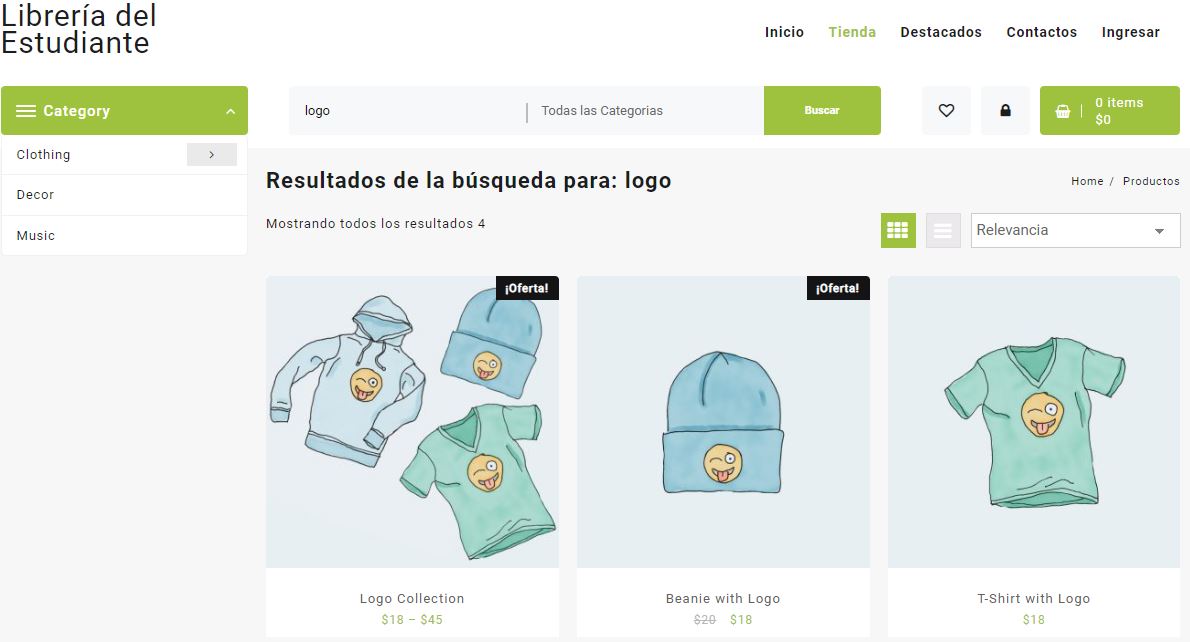 Librería del
Estudiante
Inicio Tienda Destacados Contactos Ingresar
Category
logo Todas las Categorias Buscar
0 items
$0
Clothing
Decor
Music
Resultados de la búsqueda para: logo
Home / Productos
Mostrando todos los resultados 4
Relevancia
¡Oferta!
¡Oferta!
Logo Collection
$18 – $45
Beanie with Logo
$20 $18
T-Shirt with Logo
$18